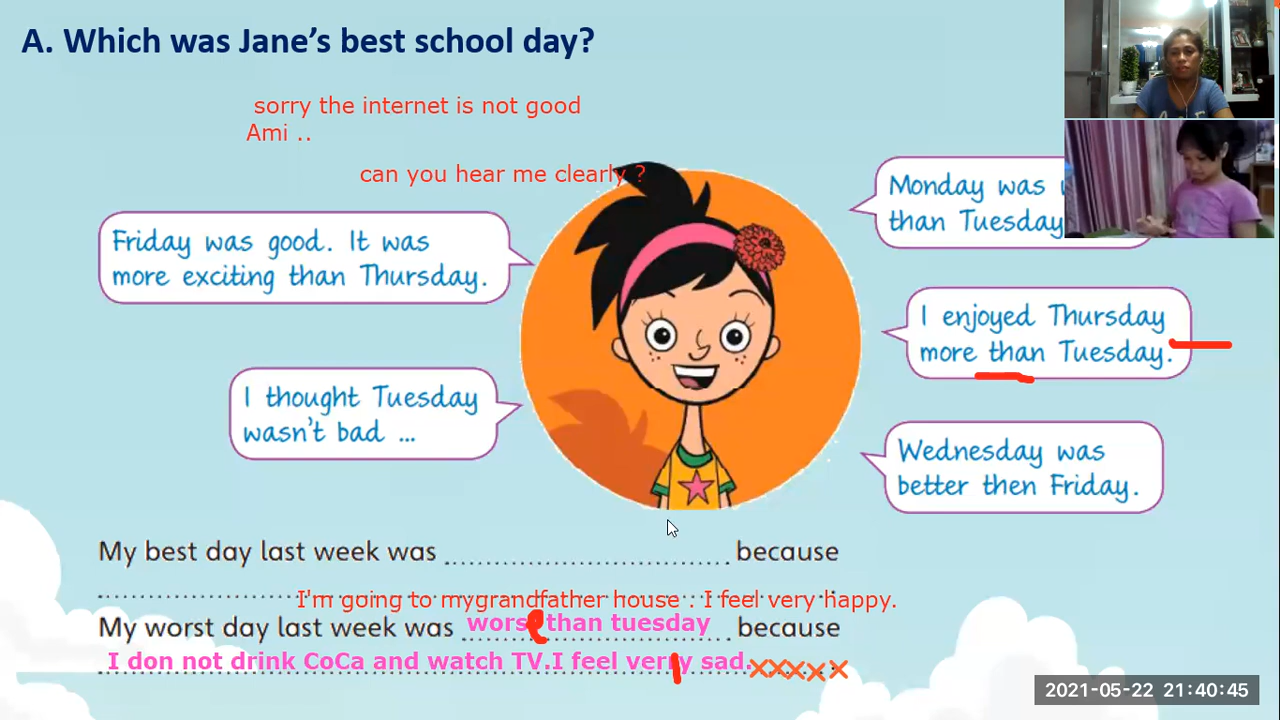 A. Which was Jane's best school day?
sorry the internet is not good
Ami ..
can you hear me clearly ?
Friday was good. It was
more exciting than Thursday.
Monday was
than Tuesday
I enjoyed Thursday
more than Tuesday.
I thought Tuesday
wasn't bad ...
Wednesday was
better then Friday.
My best day last week was because
I'm going to mygrandfather house . I feel very happy.
My worst day last week was worse than tuesday because
I don not drink CoCa and watch TV.I feel verry sad.xxxxx
2021-05-22 21:40:45